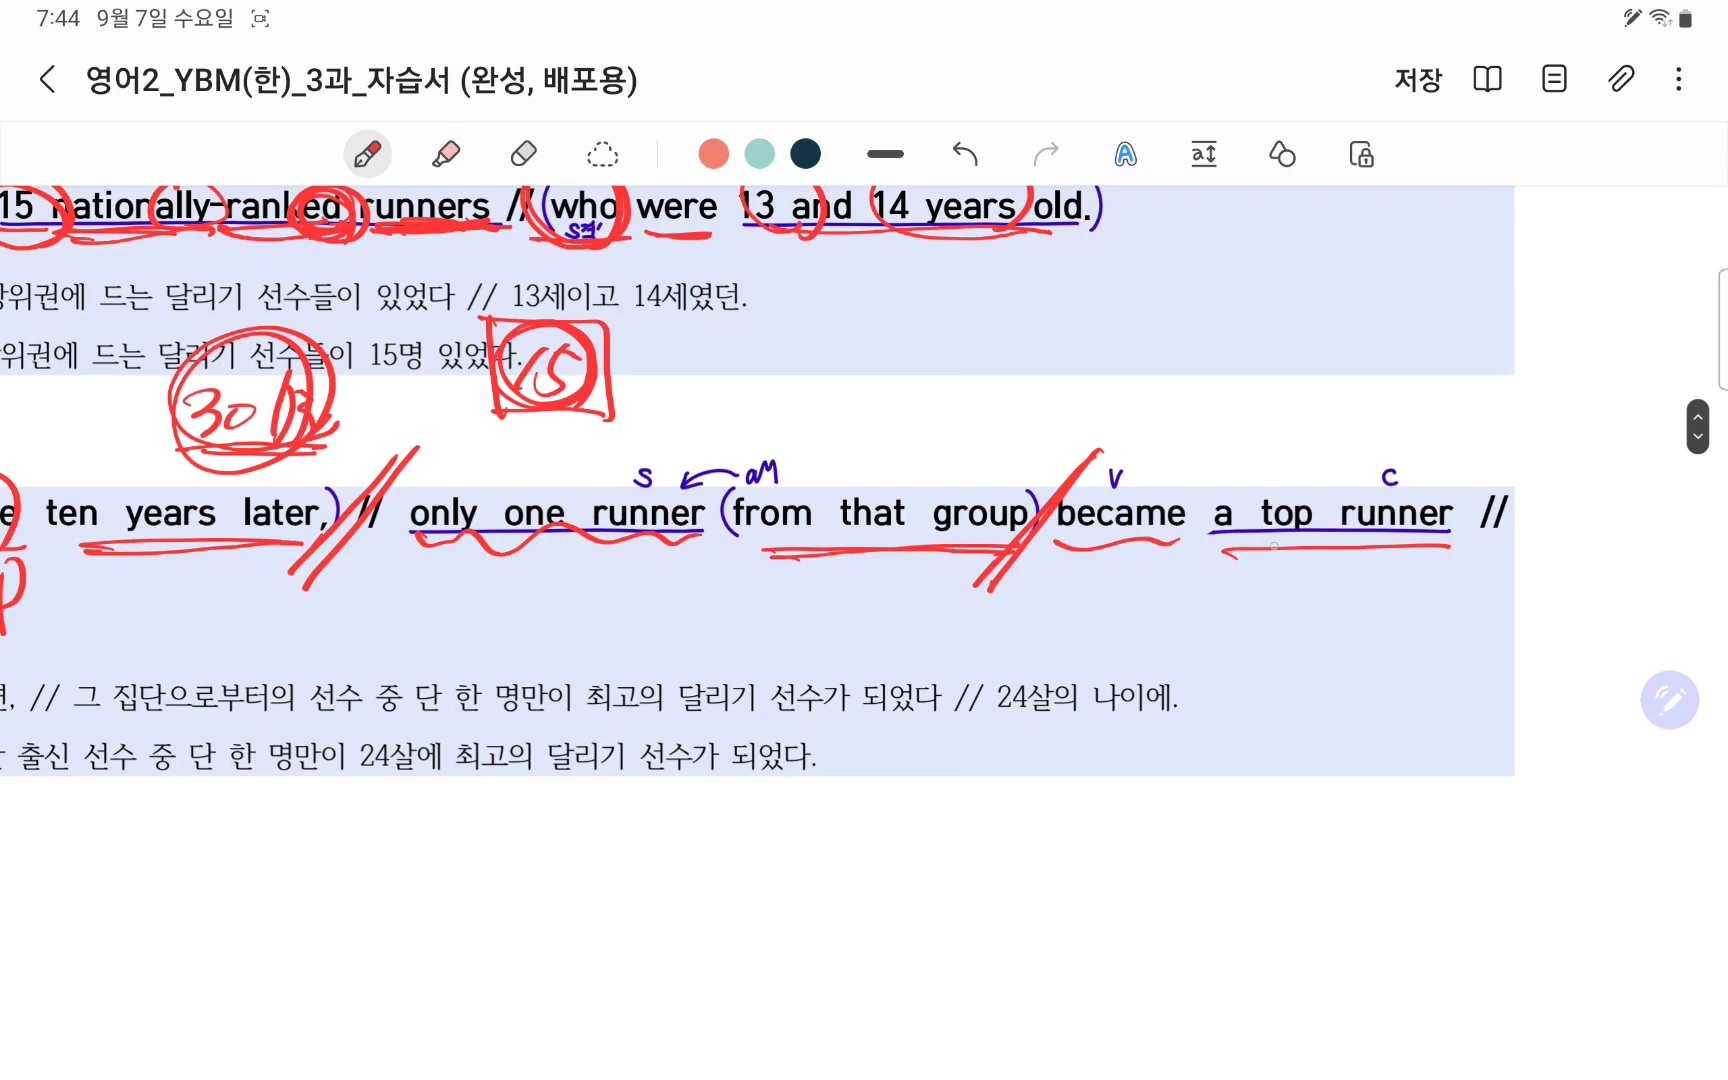 7:44 9월 7일 수요일
영어2_YBM(한)_3과_자습서 (완성, 배포용)
저장
15 nationally-ranked runners // (who were 13 and 14 years old.)
s격'
위권에 드는 달리기 선수들이 있었다 // 13세이고 14세였던.
위권에 드는 달리기 선수들이 15명 있었다.
30
15
s aM v c
ten years later,) // only one runner (from that group) became a top runner //
// 그 집단으로부터의 선수 중 단 한 명만이 최고의 달리기 선수가 되었다 // 24살의 나이에.
출신 선수 중 단 한 명만이 24살에 최고의 달리기 선수가 되었다.